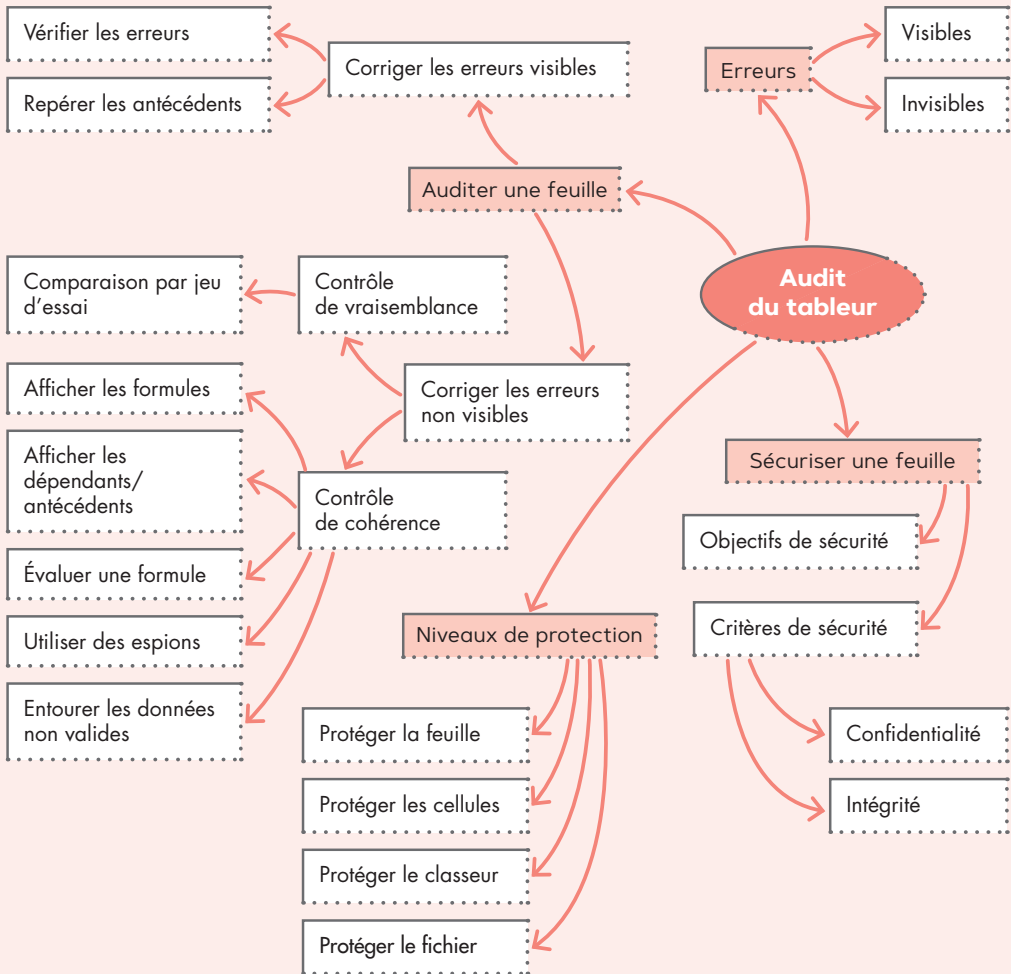 Vérifier les erreurs
Repérer les antécédents
Corriger les erreurs visibles
Erreurs
Visibles
Invisibles
Auditer une feuille
Audit
du tableur
Comparaison par jeu
d'essai
Contrôle
de vraisemblance
Afficher les formules
Corriger les erreurs
non visibles
Afficher les
dépendants/
antécédents
Contrôle
de cohérence
Évaluer une formule
Utiliser des espions
Entourer les données
non valides
Sécuriser une feuille
Objectifs de sécurité
Critères de sécurité
Confidentialité
Intégrité
Niveaux de protection
Protéger la feuille
Protéger les cellules
Protéger le classeur
Protéger le fichier